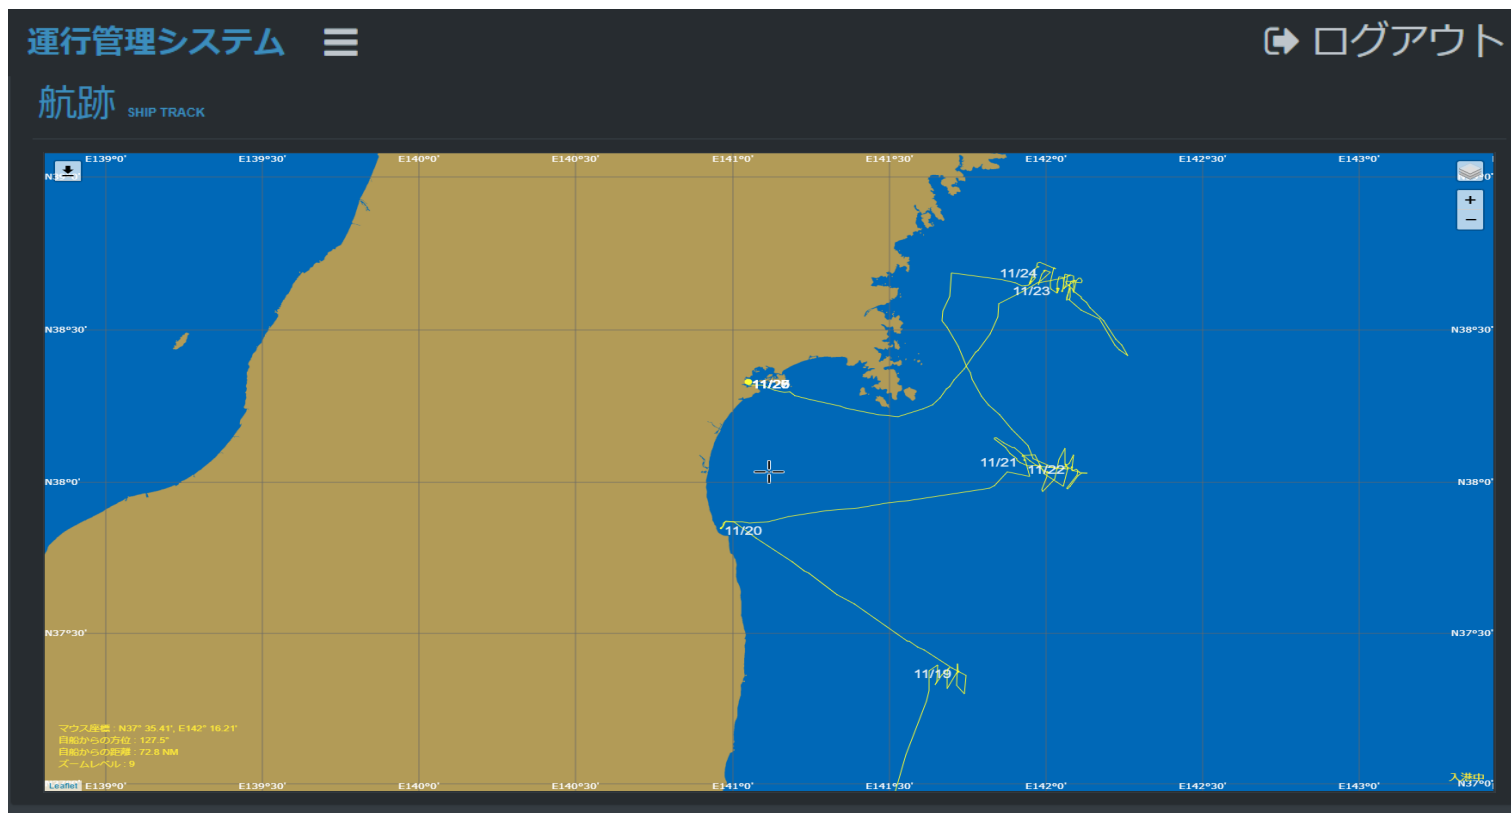 運行管理システム
ログアウト
航跡 SHIP TRACK
E139°0' E139°30' E140°0' E140°30' E141°0' E141°30' E142°0' E142°30' E143°0'
+
−
11/24
11/23
N38°30' N38°30'
11/21
11/22
N38°0' N38°0'
11/20
N37°30' N37°30'
11/19
マウス座標 : N37° 35.41', E142° 16.21'
自船からの方位 : 127.5°
自船からの距離 : 72.8 NM
ズームレベル : 9
入港中
Leaflet E139°0' E139°30' E140°0' E140°30' E141°0' E141°30' E142°0' E142°30' E143°0' N37°0'